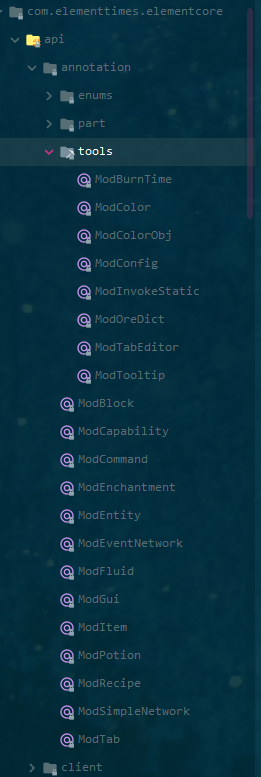 com.elementtimes.elementcore
api
annotation
enums
part
tools
ModBurnTime
ModColor
ModColorObj
ModConfig
ModInvokeStatic
ModOreDict
ModTabEditor
ModTooltip
ModBlock
ModCapability
ModCommand
ModEnchantment
ModEntity
ModEventNetwork
ModFluid
ModGui
ModItem
ModPotion
ModRecipe
ModSimpleNetwork
ModTab
client